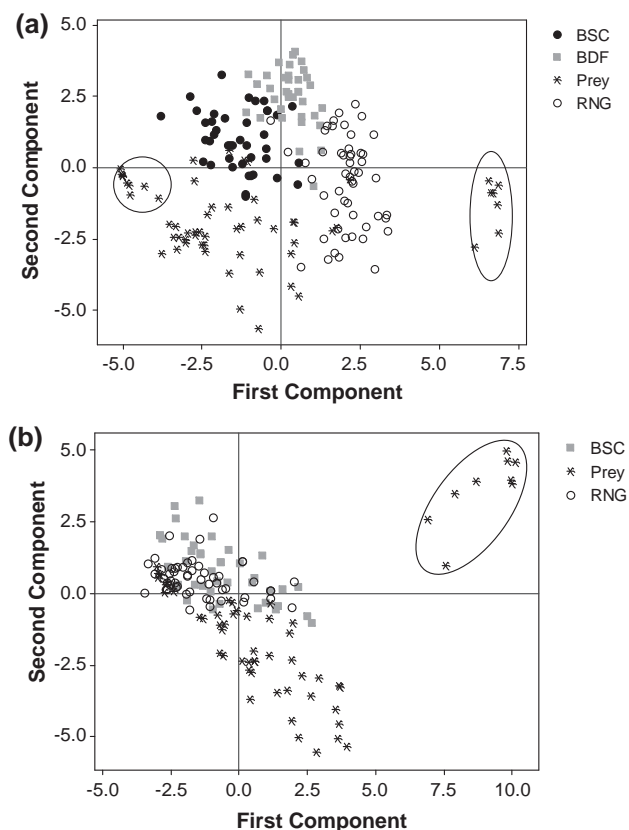 (a)
5.0
2.5
0.0
-2.5
-5.0
Second Component
-5.0 -2.5 0.0 2.5 5.0 7.5
First Component
BSC
BDF
Prey
RNG
(b)
5.0
2.5
0.0
-2.5
-5.0
Second Component
-5.0 -2.5 0.0 2.5 5.0 7.5 10.0
First Component
BSC
Prey
RNG